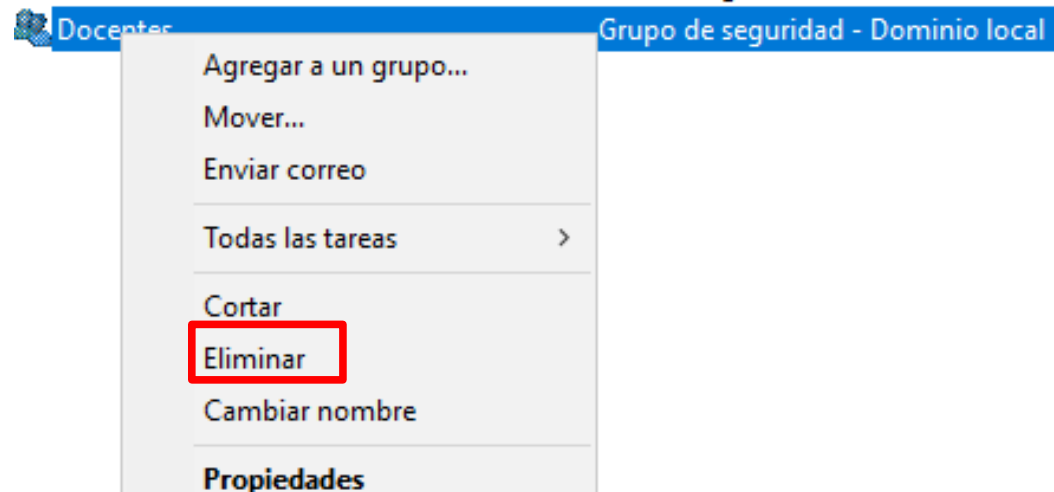 Docentes Grupo de seguridad - Dominio local
Agregar a un grupo...
Mover...
Enviar correo
Todas las tareas >
Cortar
Eliminar
Cambiar nombre
Propiedades